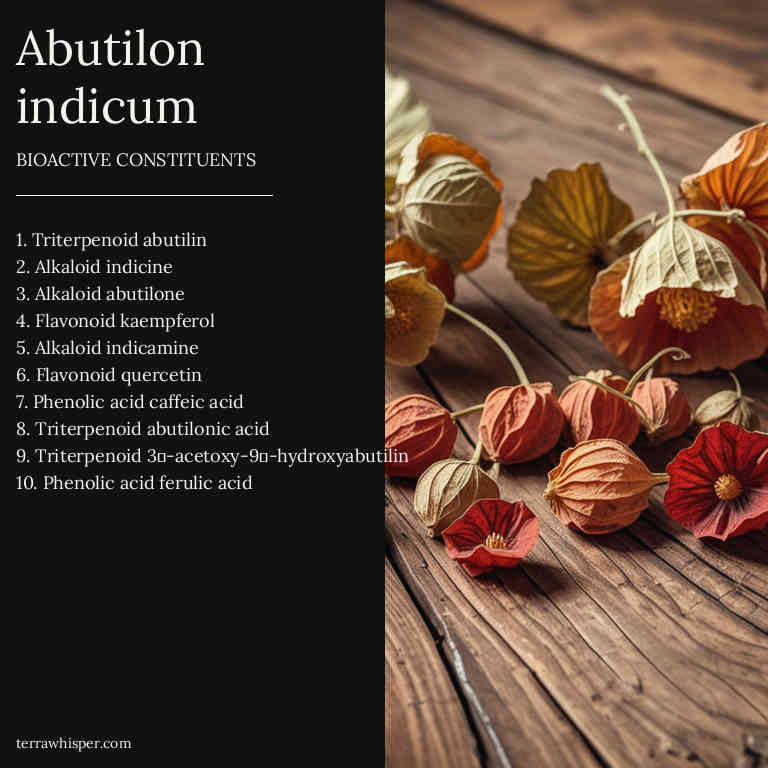 Abutilon
indicum
BIOACTIVE CONSTITUENTS
1. Triterpenoid abutilin
2. Alkaloid indicine
3. Alkaloid abutilone
4. Flavonoid kaempferol
5. Alkaloid indicamine
6. Flavonoid quercetin
7. Phenolic acid caffeic acid
8. Triterpenoid abutilonic acid
9. Triterpenoid 3▯-acetoxy-9▯-hydroxyabutilin
10. Phenolic acid ferulic acid
terrawhisper.com